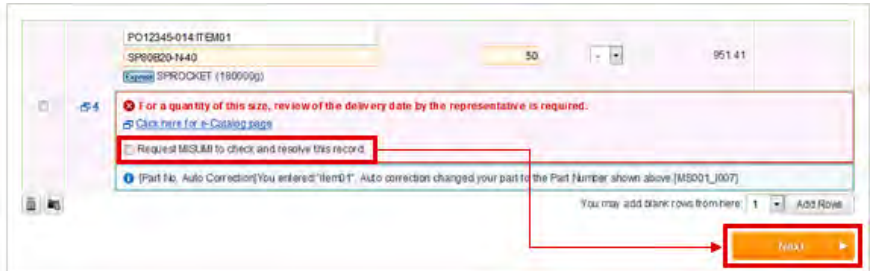 PO12345-014 ITEM01
SP80B20-N-40
50
-
951.41
Express SPROCKET (180000g)
4
For a quantity of this size, review of the delivery date by the representative is required.
Click here for e-Catalog page
Request MISUMI to check and resolve this record.
[Part No. Auto Correction]You entered "Item01". Auto correction changed your part to the Part Number shown above.[MS001_I007]
You may add blank rows from here
1
Add Rows
Next